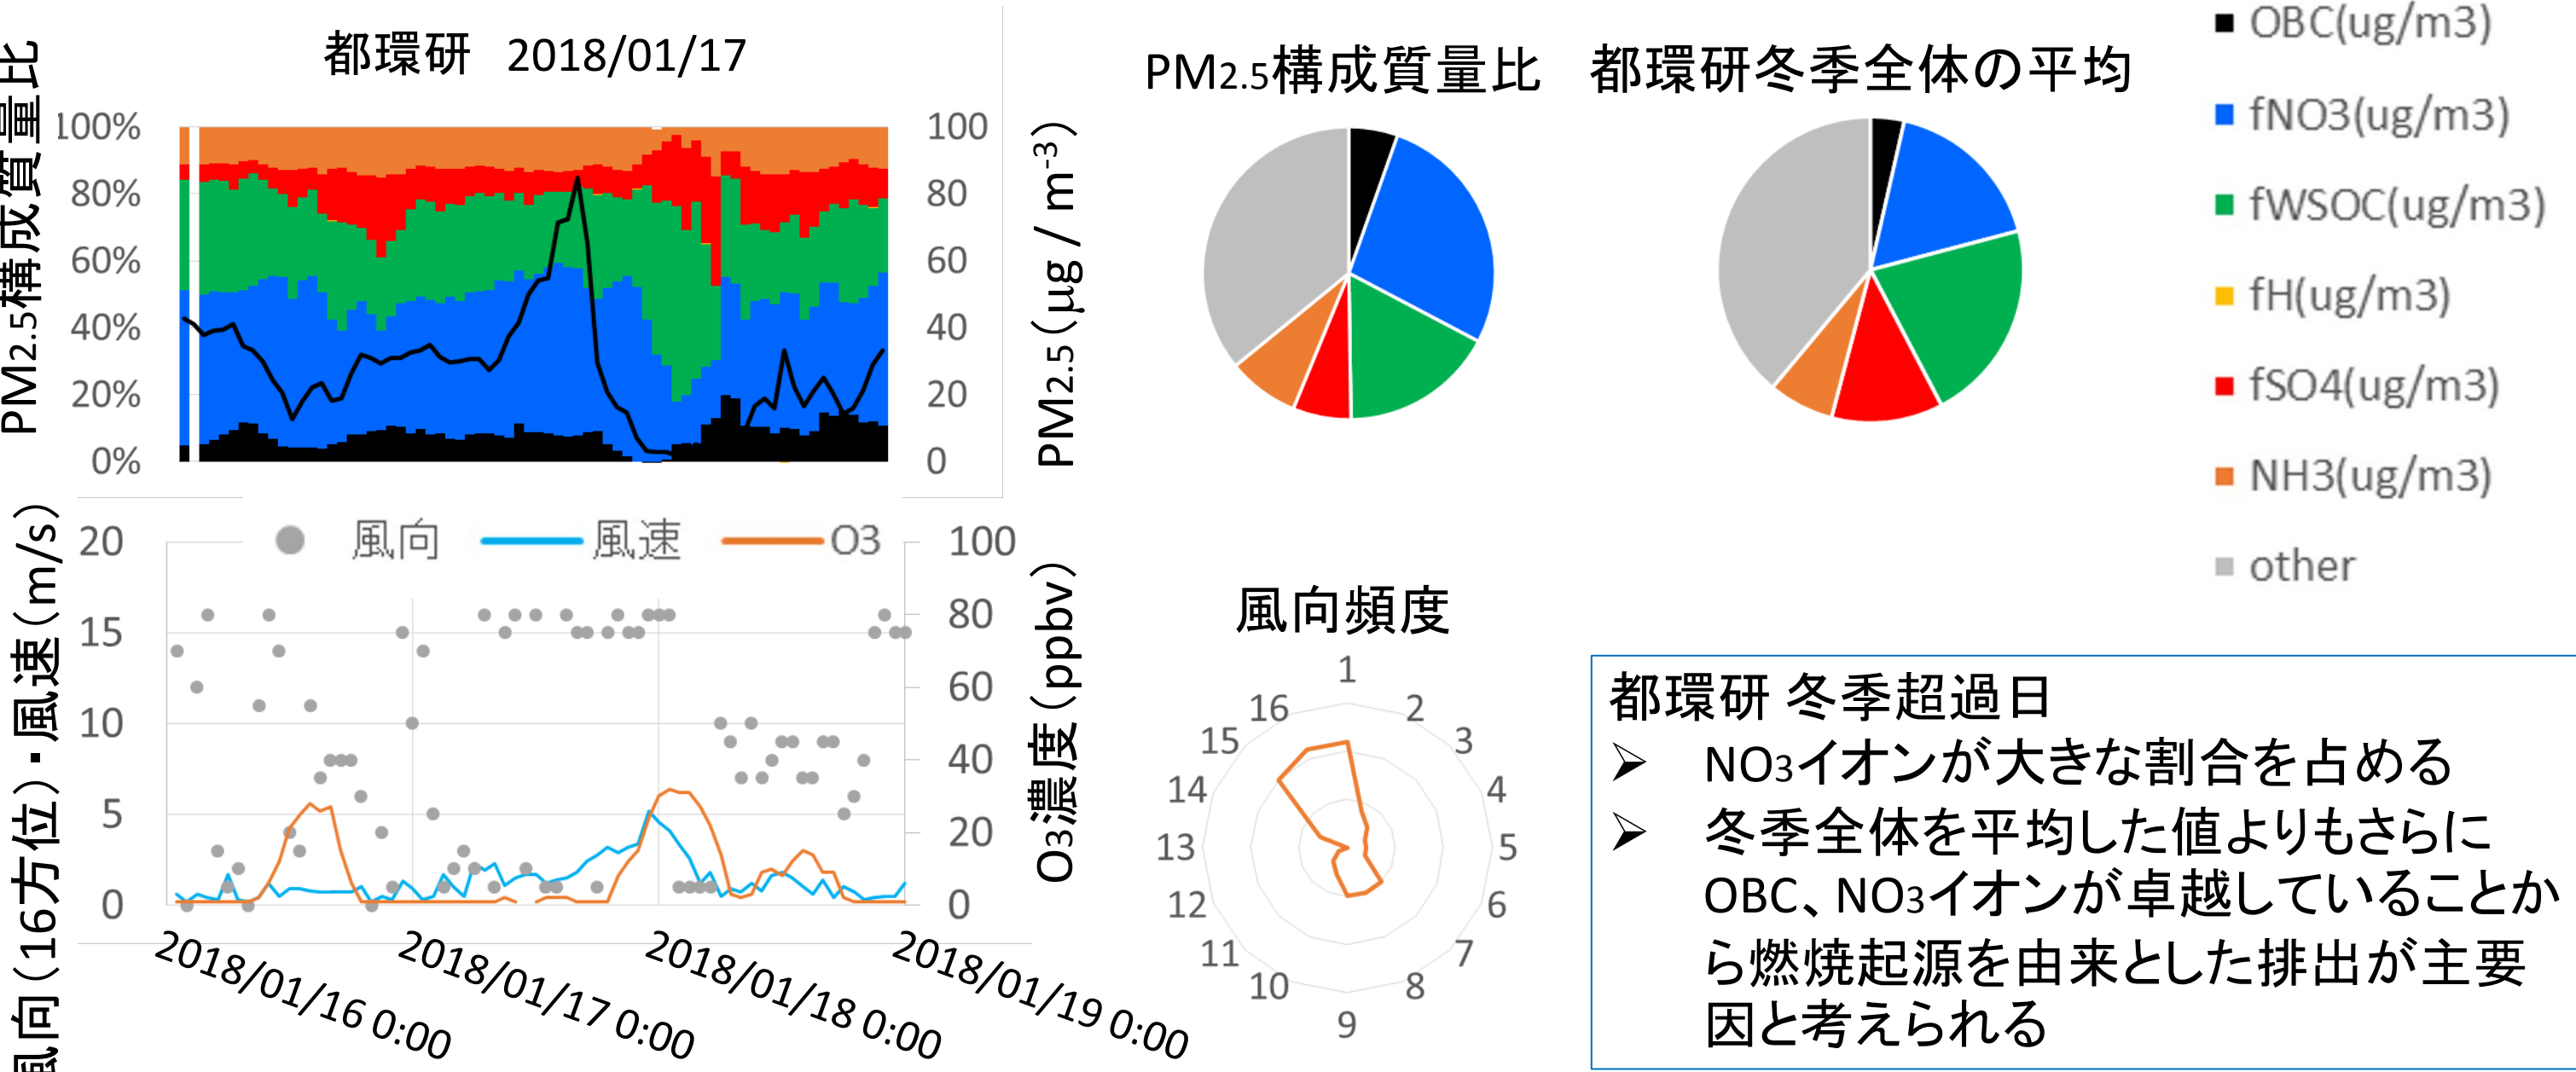 都環研 2018/01/17
PM2.5構成質量比
100%
80%
60%
40%
20%
0%
100
80
60
40
20
0
PM2.5(μg / m-3)
PM2.5構成質量比
都環研冬季全体の平均
OBC(ug/m3)
fNO3(ug/m3)
fWSOC(ug/m3)
fH(ug/m3)
fSO4(ug/m3)
NH3(ug/m3)
other
風向(16方位)・風速(m/s)
20
15
10
5
0
風向 風速 O3
100
80
60
40
20
0
O3濃度(ppbv)
2018/01/16 0:00
2018/01/17 0:00
2018/01/18 0:00
2018/01/19 0:00
風向頻度
1
2
3
4
5
6
7
8
9
10
11
12
13
14
15
16
都環研 冬季超過日
➢ NO3イオンが大きな割合を占める
➢ 冬季全体を平均した値よりもさらに
OBC、NO3イオンが卓越していることか
ら燃焼起源を由来とした排出が主要
因と考えられる